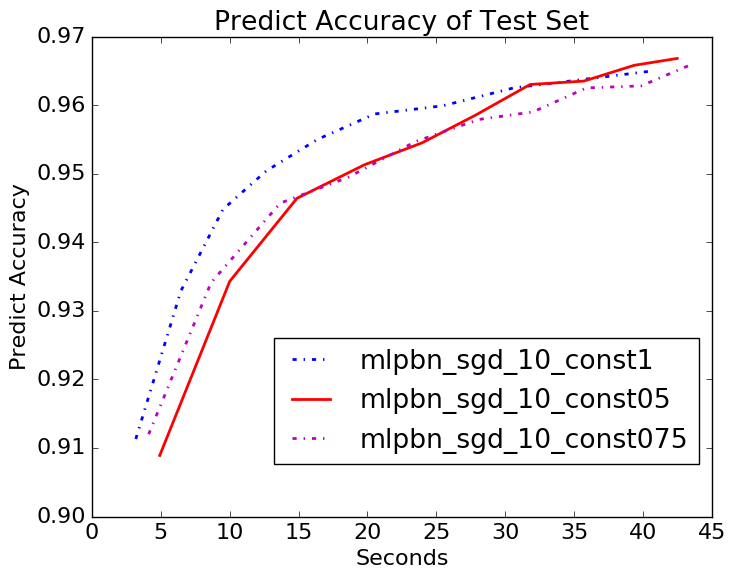 Predict Accuracy of Test Set
0.97
0.96
0.95
0.94
0.93
0.92
0.91
0.90
Predict Accuracy
mlpbn_sgd_10_const1
mlpbn_sgd_10_const05
mlpbn_sgd_10_const075
0 5 10 15 20 25 30 35 40 45
Seconds